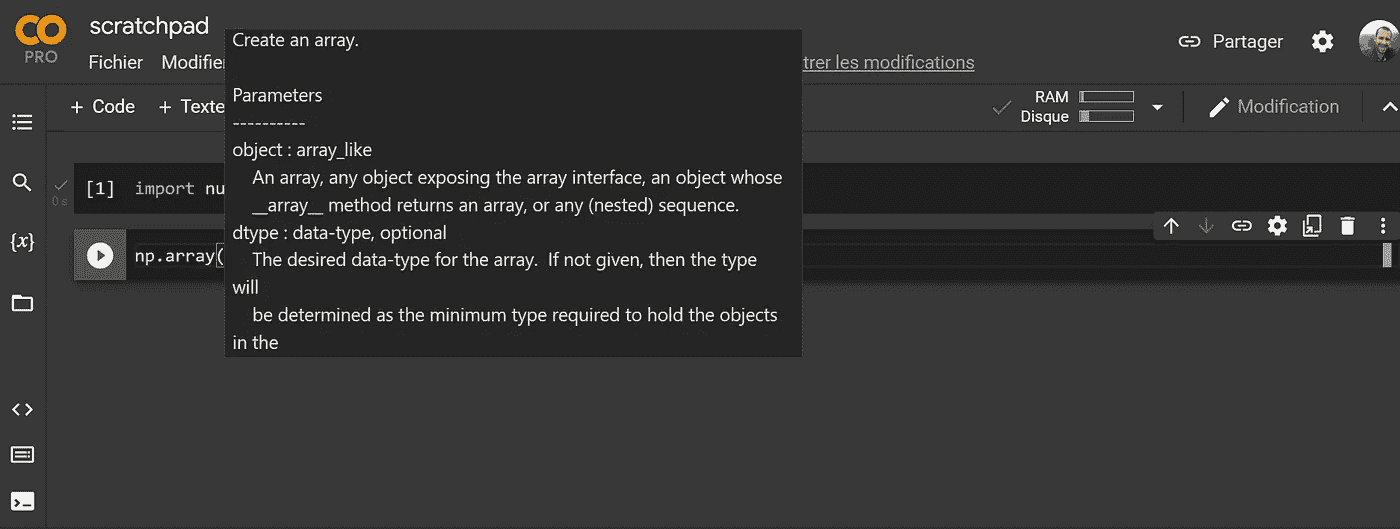 CO
PRO
scratchpad
Fichier Modifier
trer les modifications
Partager
+ Code + Texte
RAM
Disque
Modification
Create an array.
Parameters
----------
object : array_like
An array, any object exposing the array interface, an object whose
__array__ method returns an array, or any (nested) sequence.
dtype : data-type, optional
The desired data-type for the array. If not given, then the type
will
be determined as the minimum type required to hold the objects
in the
[1] import nu
0 s
{x}
np.array(